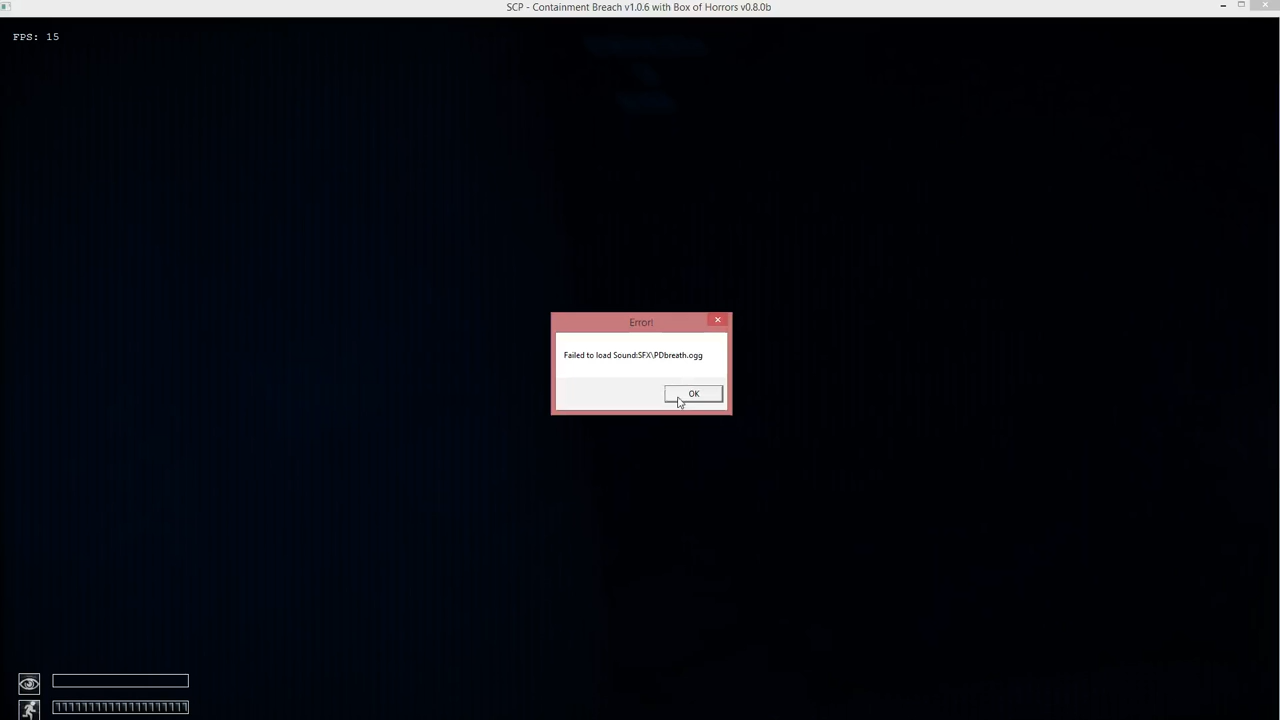 SCP - Containment Breach v1.0.6 with Box of Horrors v0.8.0b
FPS: 15
Error!
Failed to load Sound:SFX\PDbreath.ogg
OK